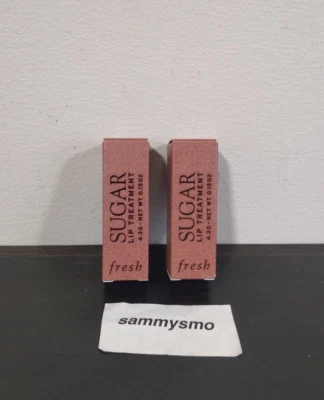 SUGAR
LIP TREATMENT
4.3G • NET WT 0.15OZ
fresh
SUGAR
LIP TREATMENT
4.3G • NET WT 0.15OZ
fresh
sammysmo